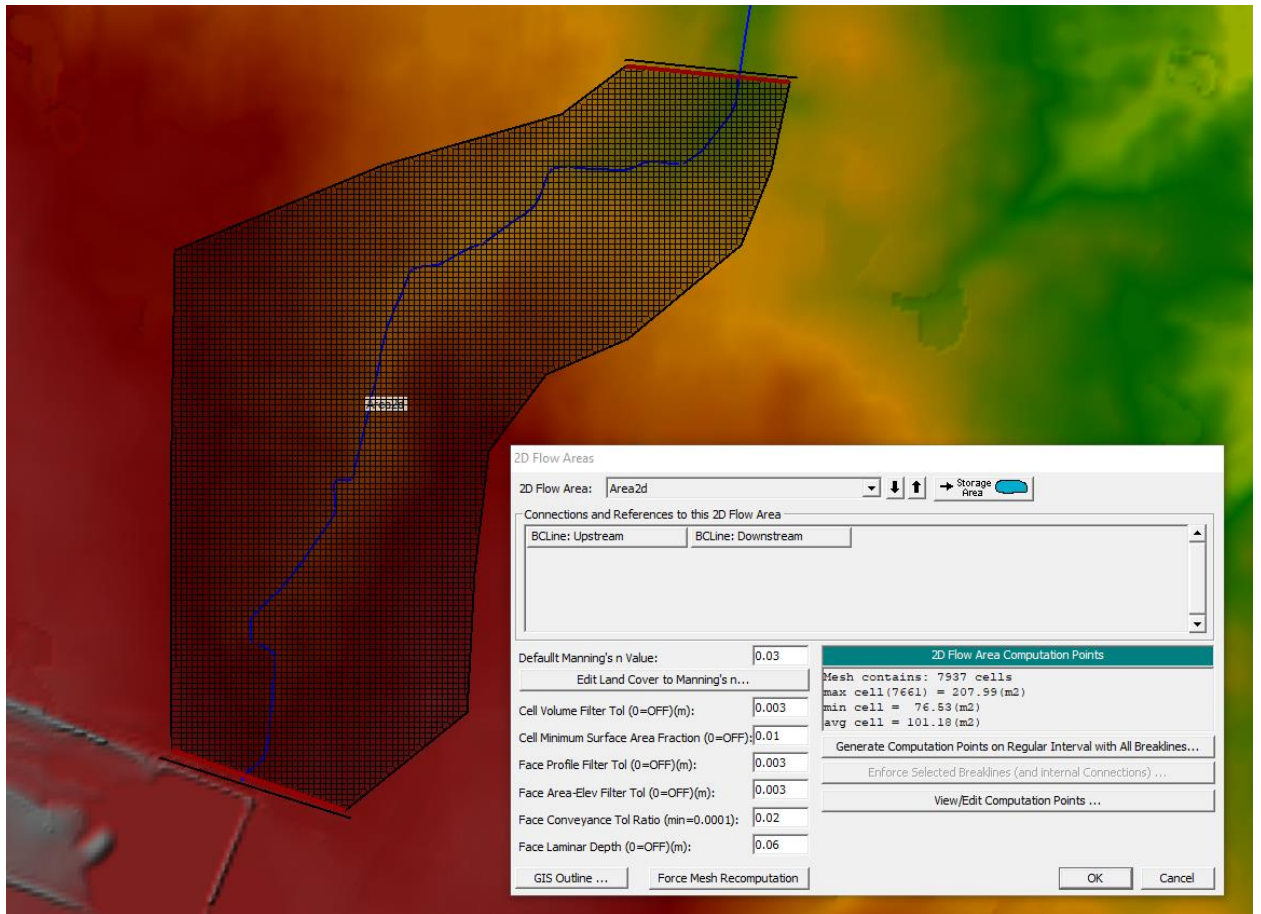 Area2d
2D Flow Areas
2D Flow Area: Area2d
Storage Area
Connections and References to this 2D Flow Area
BCLine: Upstream BCLine: Downstream
Defaullt Manning's n Value: 0.03
Edit Land Cover to Manning's n...
Cell Volume Filter Tol (0=OFF)(m): 0.003
Cell Minimum Surface Area Fraction (0=OFF): 0.01
Face Profile Filter Tol (0=OFF)(m): 0.003
Face Area-Elev Filter Tol (0=OFF)(m): 0.003
Face Conveyance Tol Ratio (min=0.0001): 0.02
Face Laminar Depth (0=OFF)(m): 0.06
2D Flow Area Computation Points
Mesh contains: 7937 cells
max cell(7661) = 207.99(m2)
min cell = 76.53(m2)
avg cell = 101.18(m2)
Generate Computation Points on Regular Interval with All Breaklines...
Enforce Selected Breaklines (and internal Connections) ...
View/Edit Computation Points ...
GIS Outline ... Force Mesh Recomputation OK Cancel